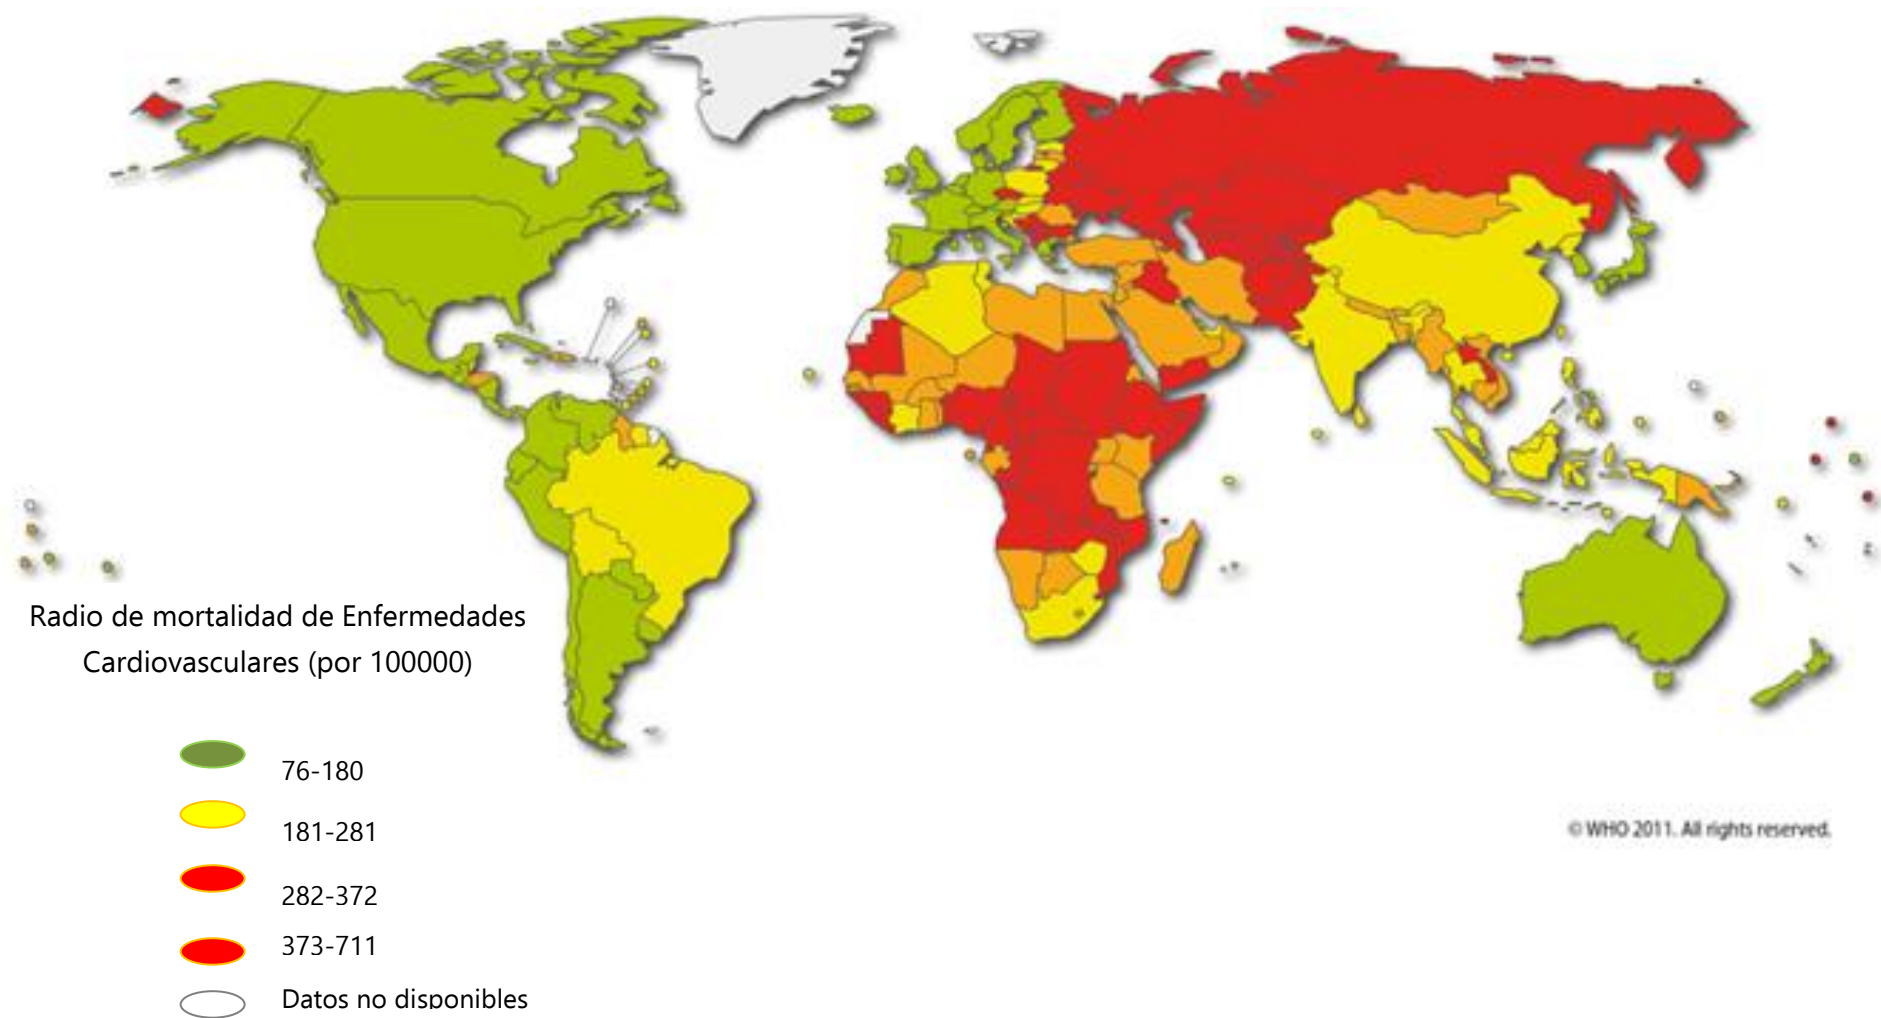 Radio de mortalidad de Enfermedades
Cardiovasculares (por 100000)
76-180
181-281
282-372
373-711
Datos no disponibles
© WHO 2011. All rights reserved.